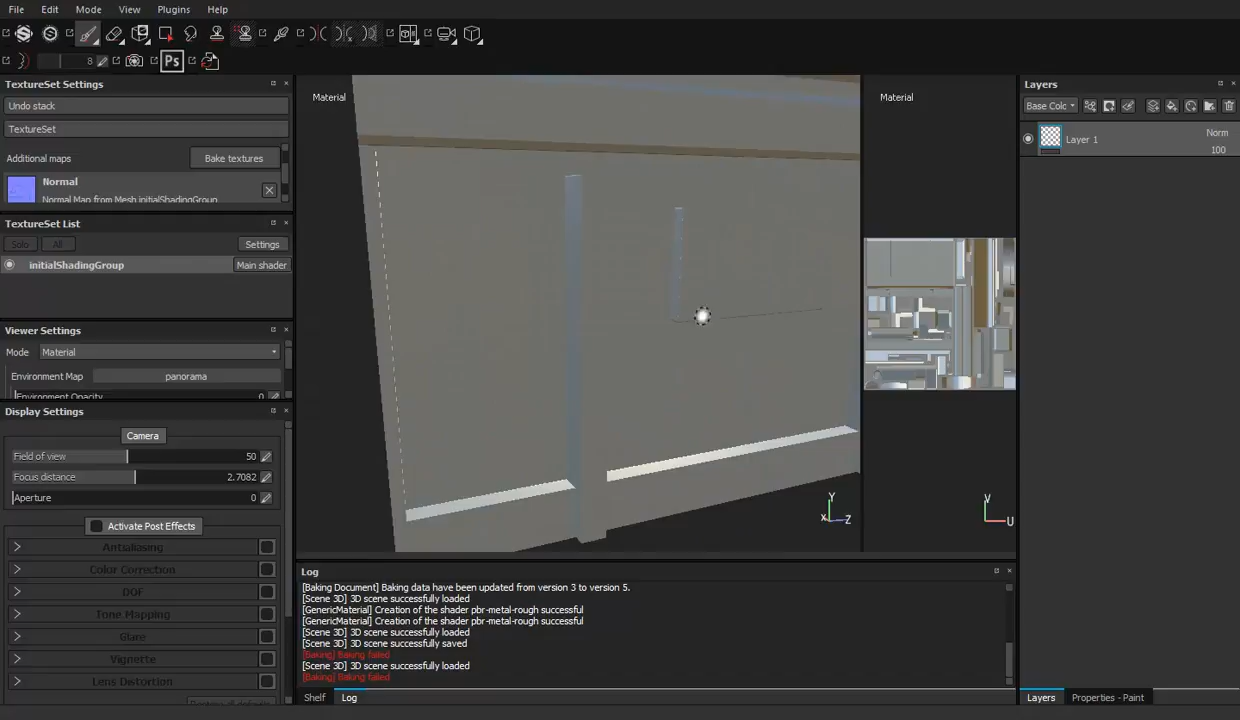 File Edit Mode View Plugins Help
8
Ps
TextureSet Settings
Undo stack
TextureSet
Additional maps
Bake textures
Normal
Normal Map from Mesh initialShadingGroup
TextureSet List
Solo All Settings
initialShadingGroup Main shader
Viewer Settings
Mode Material
Environment Map panorama
Environment Opacity 0
Display Settings
Camera
Field of view 50
Focus distance 2.7082
Aperture 0
Activate Post Effects
Antialiasing
Color Correction
DOF
Tone Mapping
Glare
Vignette
Lens Distortion
Material
Y
X Z
Material
V
U
Log
[Baking Document] Baking data have been updated from version 3 to version 5.
[Scene 3D] 3D scene successfully loaded
[GenericMaterial] Creation of the shader pbr-metal-rough successful
[GenericMaterial] Creation of the shader pbr-metal-rough successful
[Scene 3D] 3D scene successfully loaded
[Scene 3D] 3D scene successfully saved
[Baking] Baking failed
[Scene 3D] 3D scene successfully loaded
[Baking] Baking failed
Shelf Log
Layers
Base Colc
Layer 1
Norm
100
Layers Properties - Paint